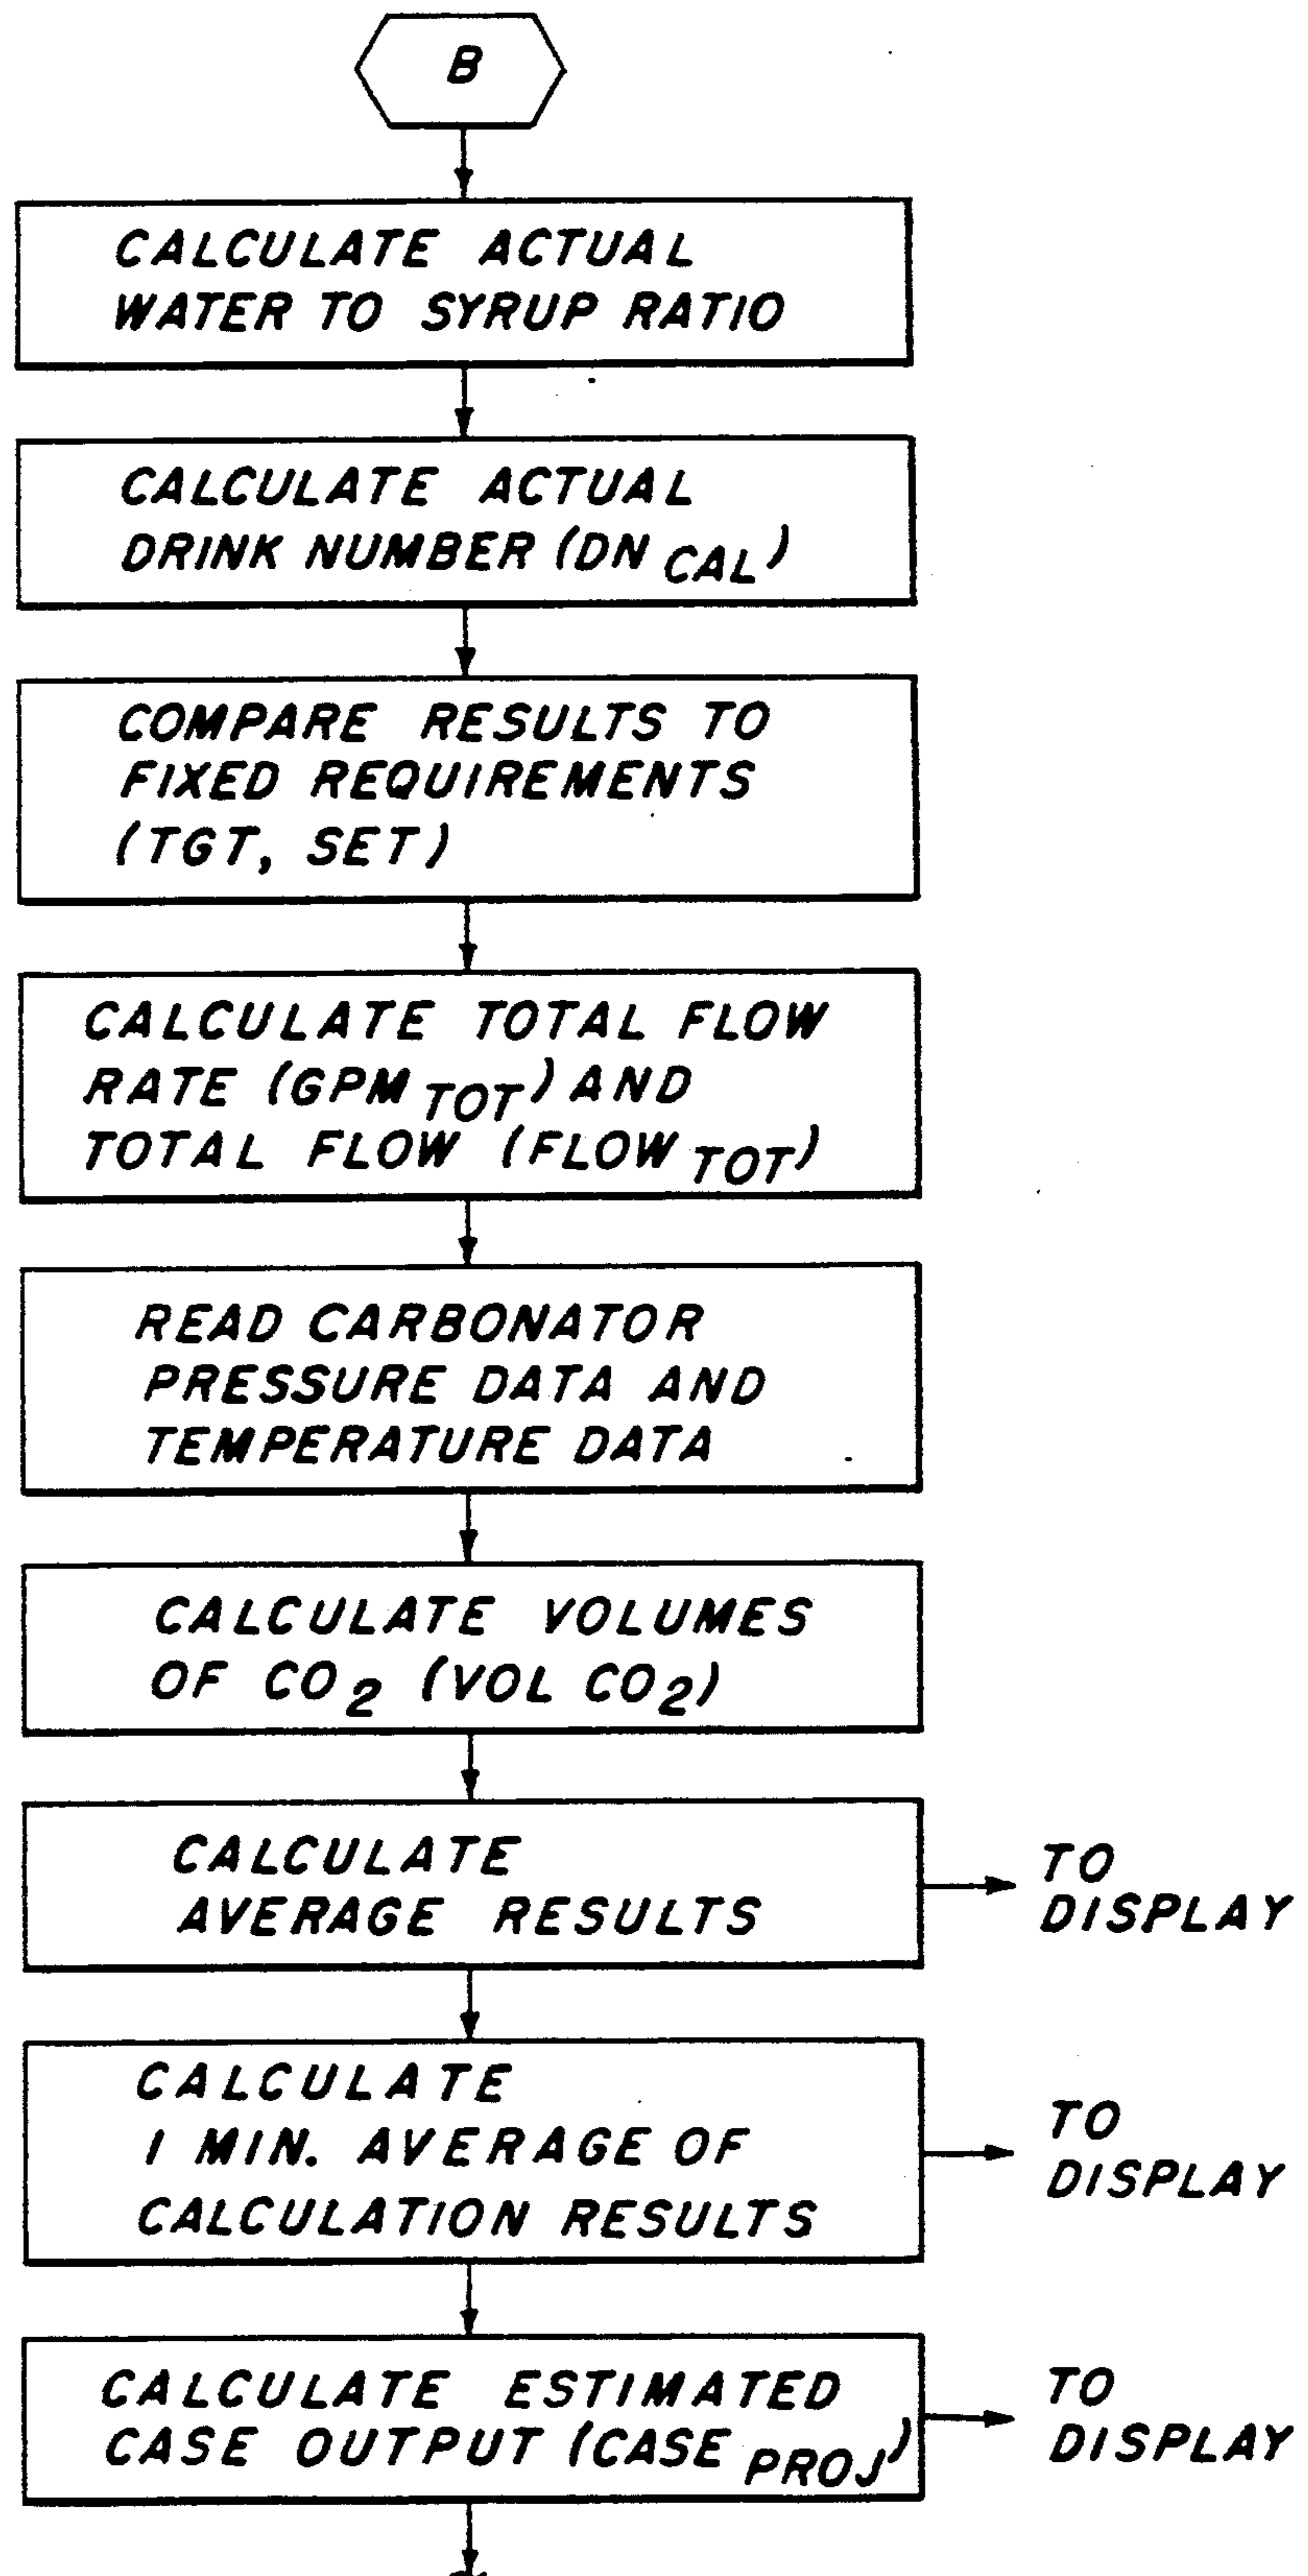 B
CALCULATE ACTUAL
WATER TO SYRUP RATIO
CALCULATE ACTUAL
DRINK NUMBER (DN CAL)
COMPARE RESULTS TO
FIXED REQUIREMENTS
(TGT, SET)
CALCULATE TOTAL FLOW
RATE (GPM TOT) AND
TOTAL FLOW (FLOW TOT)
READ CARBONATOR
PRESSURE DATA AND
TEMPERATURE DATA
CALCULATE VOLUMES
OF CO2 (VOL CO2)
CALCULATE
AVERAGE RESULTS
TO
DISPLAY
CALCULATE
1 MIN. AVERAGE OF
CALCULATION RESULTS
TO
DISPLAY
CALCULATE ESTIMATED
CASE OUTPUT (CASE PROJ)
TO
DISPLAY